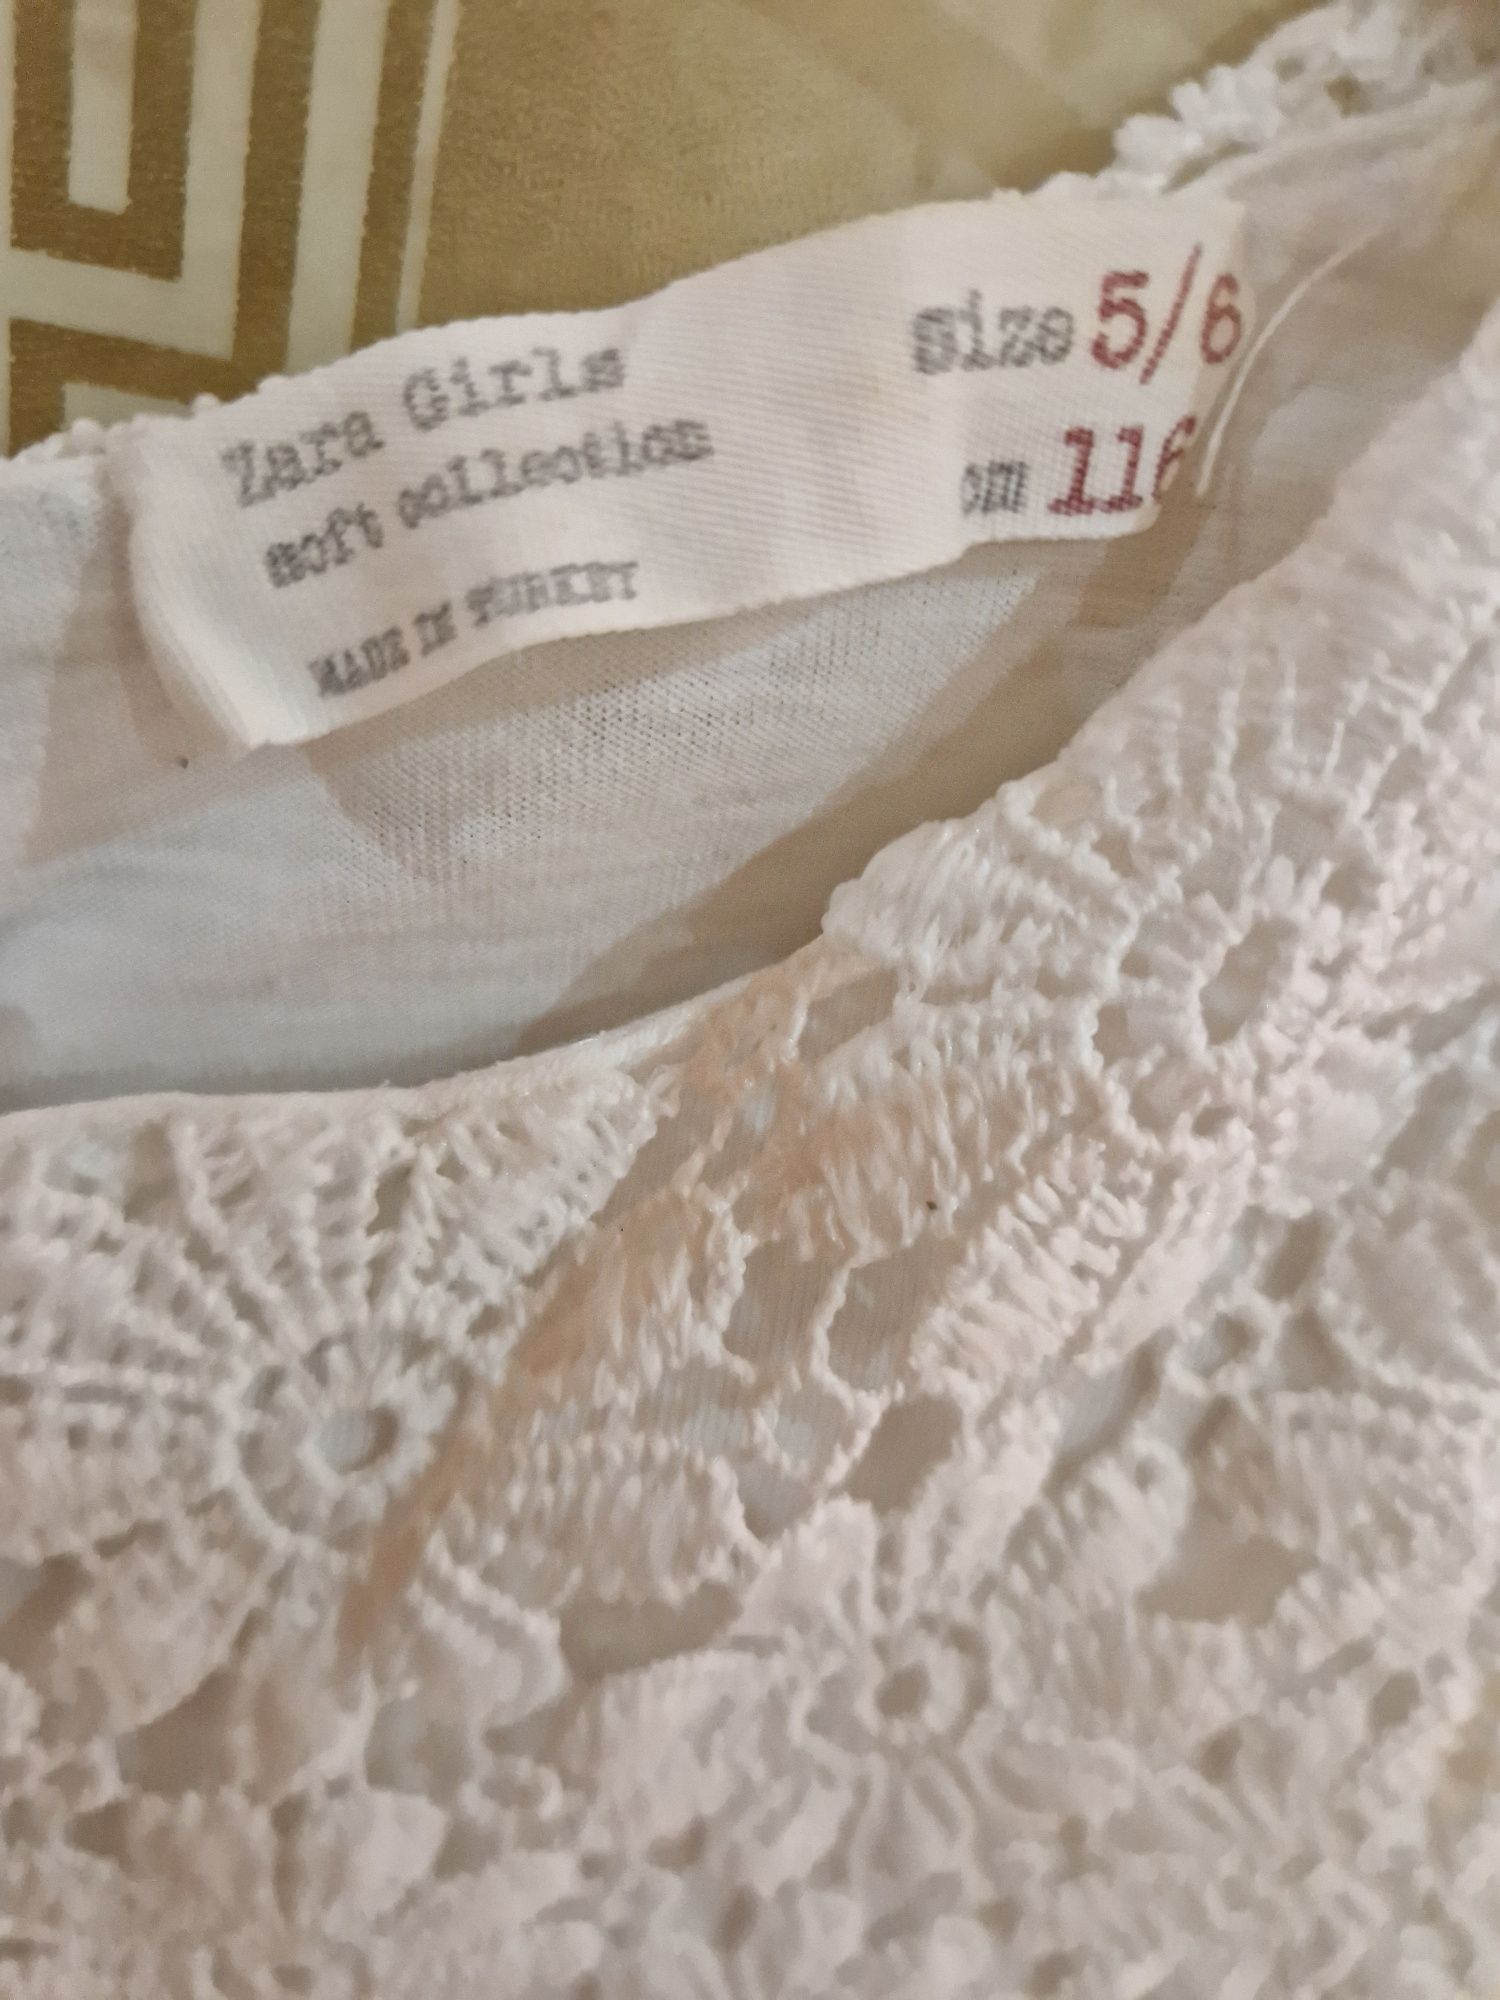 Zara Girls
soft collection
MADE IN TURKEY
Size 5/6
cm 116